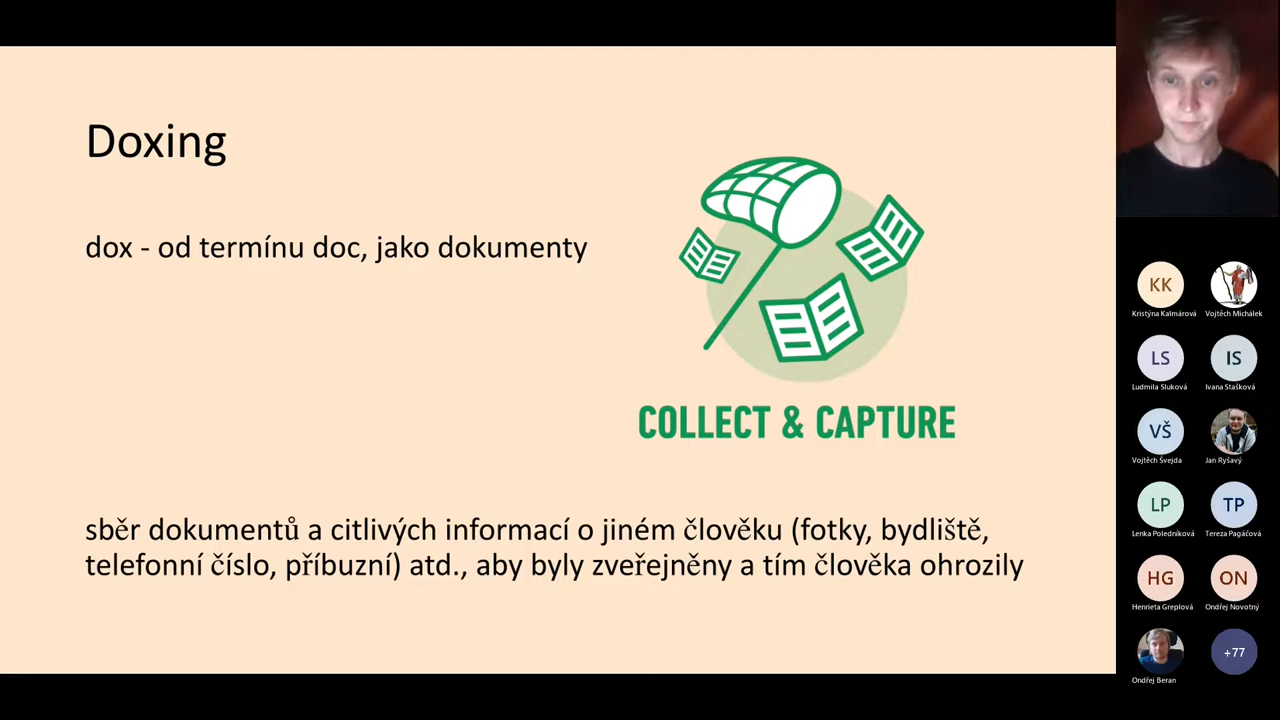 Doxing
dox - od termínu doc, jako dokumenty
COLLECT & CAPTURE
sběr dokumentů a citlivých informací o jiném člověku (fotky, bydliště,
telefonní číslo, příbuzní) atd., aby byly zveřejněny a tím člověka ohrozily
KK
Kristýna Kalmárová
Vojtěch Michálek
LS
Ludmila Sluková
IS
Ivana Stašková
VŠ
Vojtěch Švejda
Jan Ryšavý
LP
Lenka Poledníková
TP
Tereza Pagáčová
HG
Henrieta Greplová
ON
Ondřej Novotný
Ondřej Beran
+77